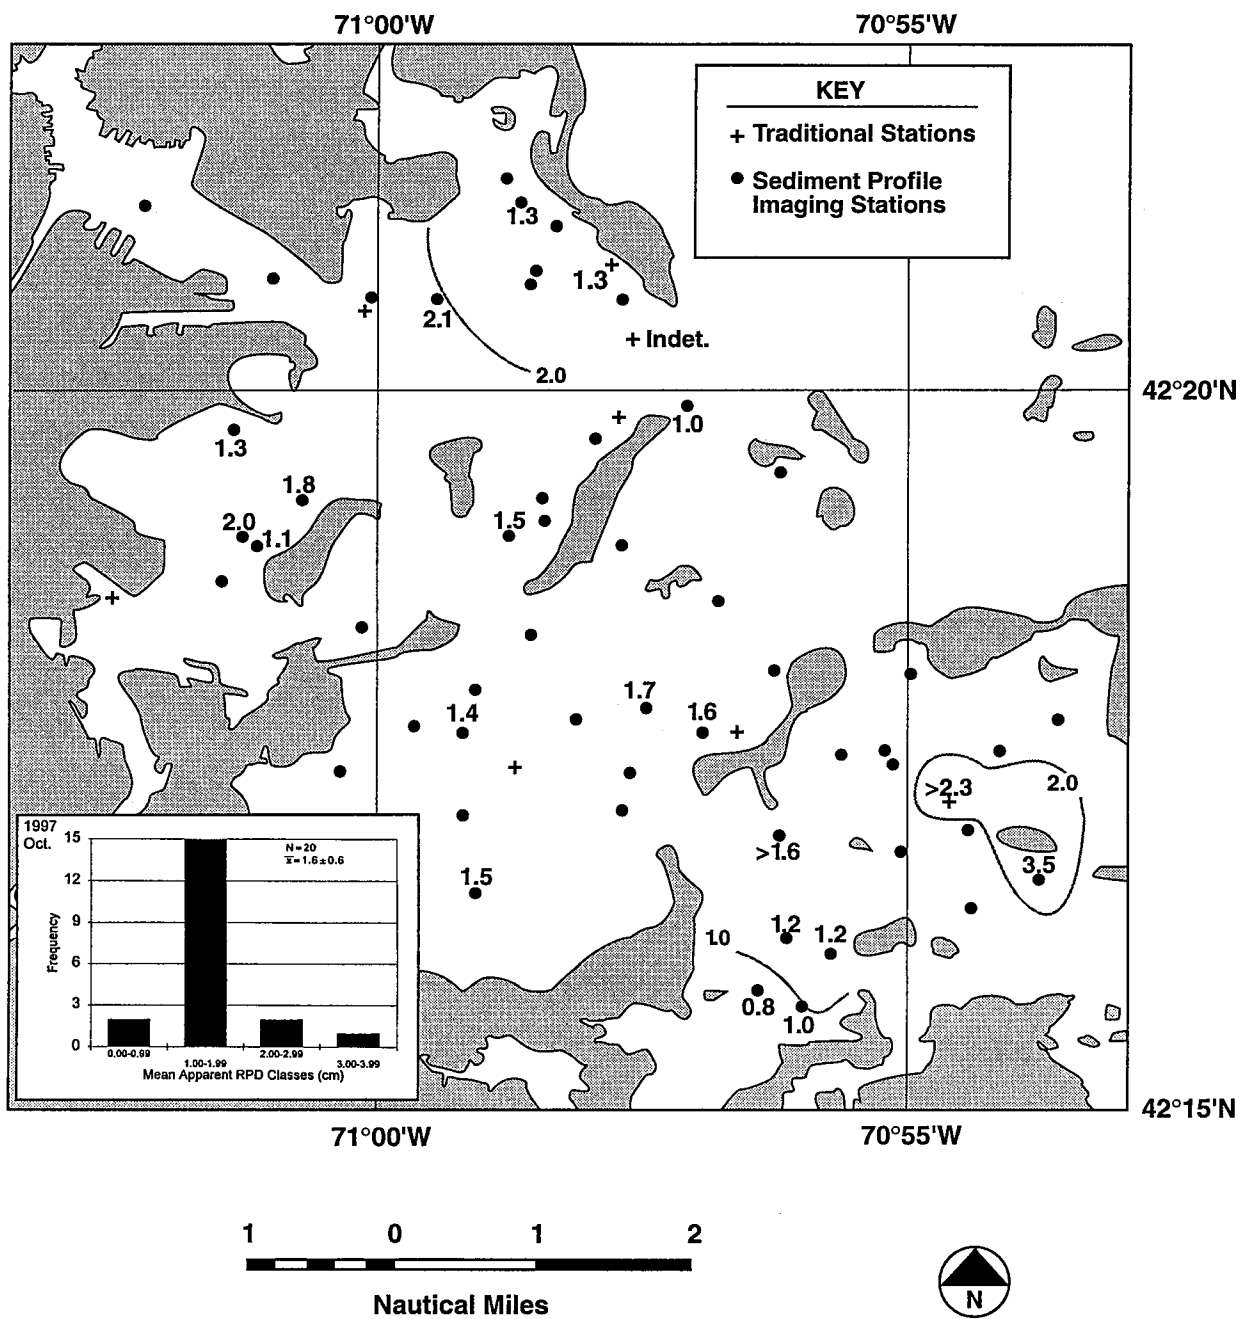 71°00'W
70°55'W
KEY
+ Traditional Stations
Sediment Profile
Imaging Stations
1.3
1.3
2.1
+ Indet.
2.0
42°20'N
1.0
1.3
1.8
2.0
1.1
1.5
1.7
1.6
1.4
>2.3
2.0
>1.6
3.5
1.5
1.0
1.2
1.2
0.8
1.0
1997
Oct.
15
N=20
x̅=1.6±0.6
12
9
Frequency
6
3
0
0.00-0.99
1.00-1.99
2.00-2.99
3.00-3.99
Mean Apparent RPD Classes (cm)
42°15'N
71°00'W
70°55'W
1 0 1 2
Nautical Miles
N